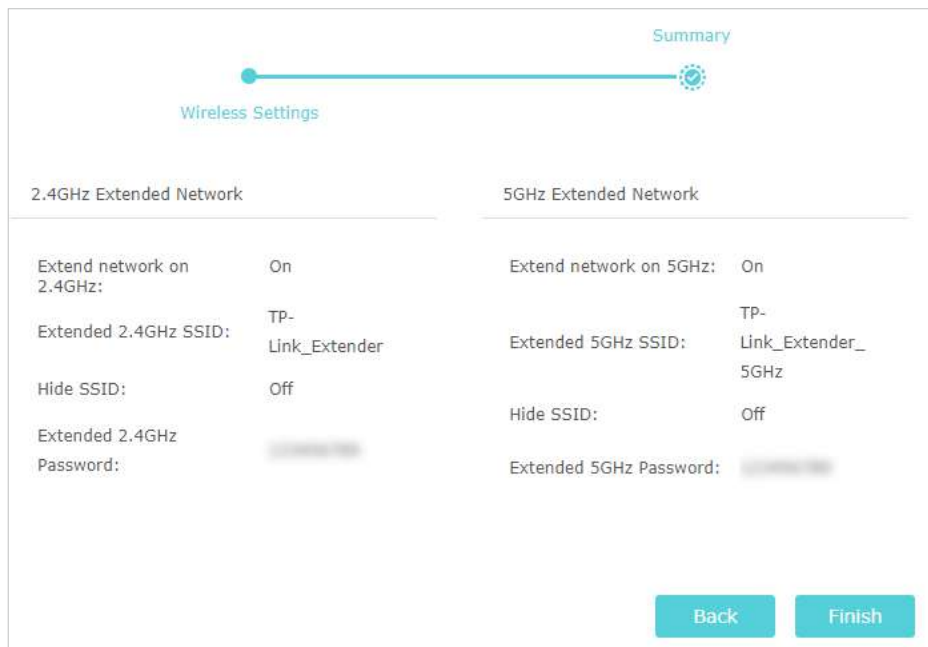 Summary
Wireless Settings
2.4GHz Extended Network
Extend network on
2.4GHz:
On
Extended 2.4GHz SSID:
TP-
Link_Extender
Hide SSID:
Off
Extended 2.4GHz
Password:
5GHz Extended Network
Extend network on 5GHz:
On
Extended 5GHz SSID:
TP-
Link_Extender_
5GHz
Hide SSID:
Off
Extended 5GHz Password:
Back
Finish